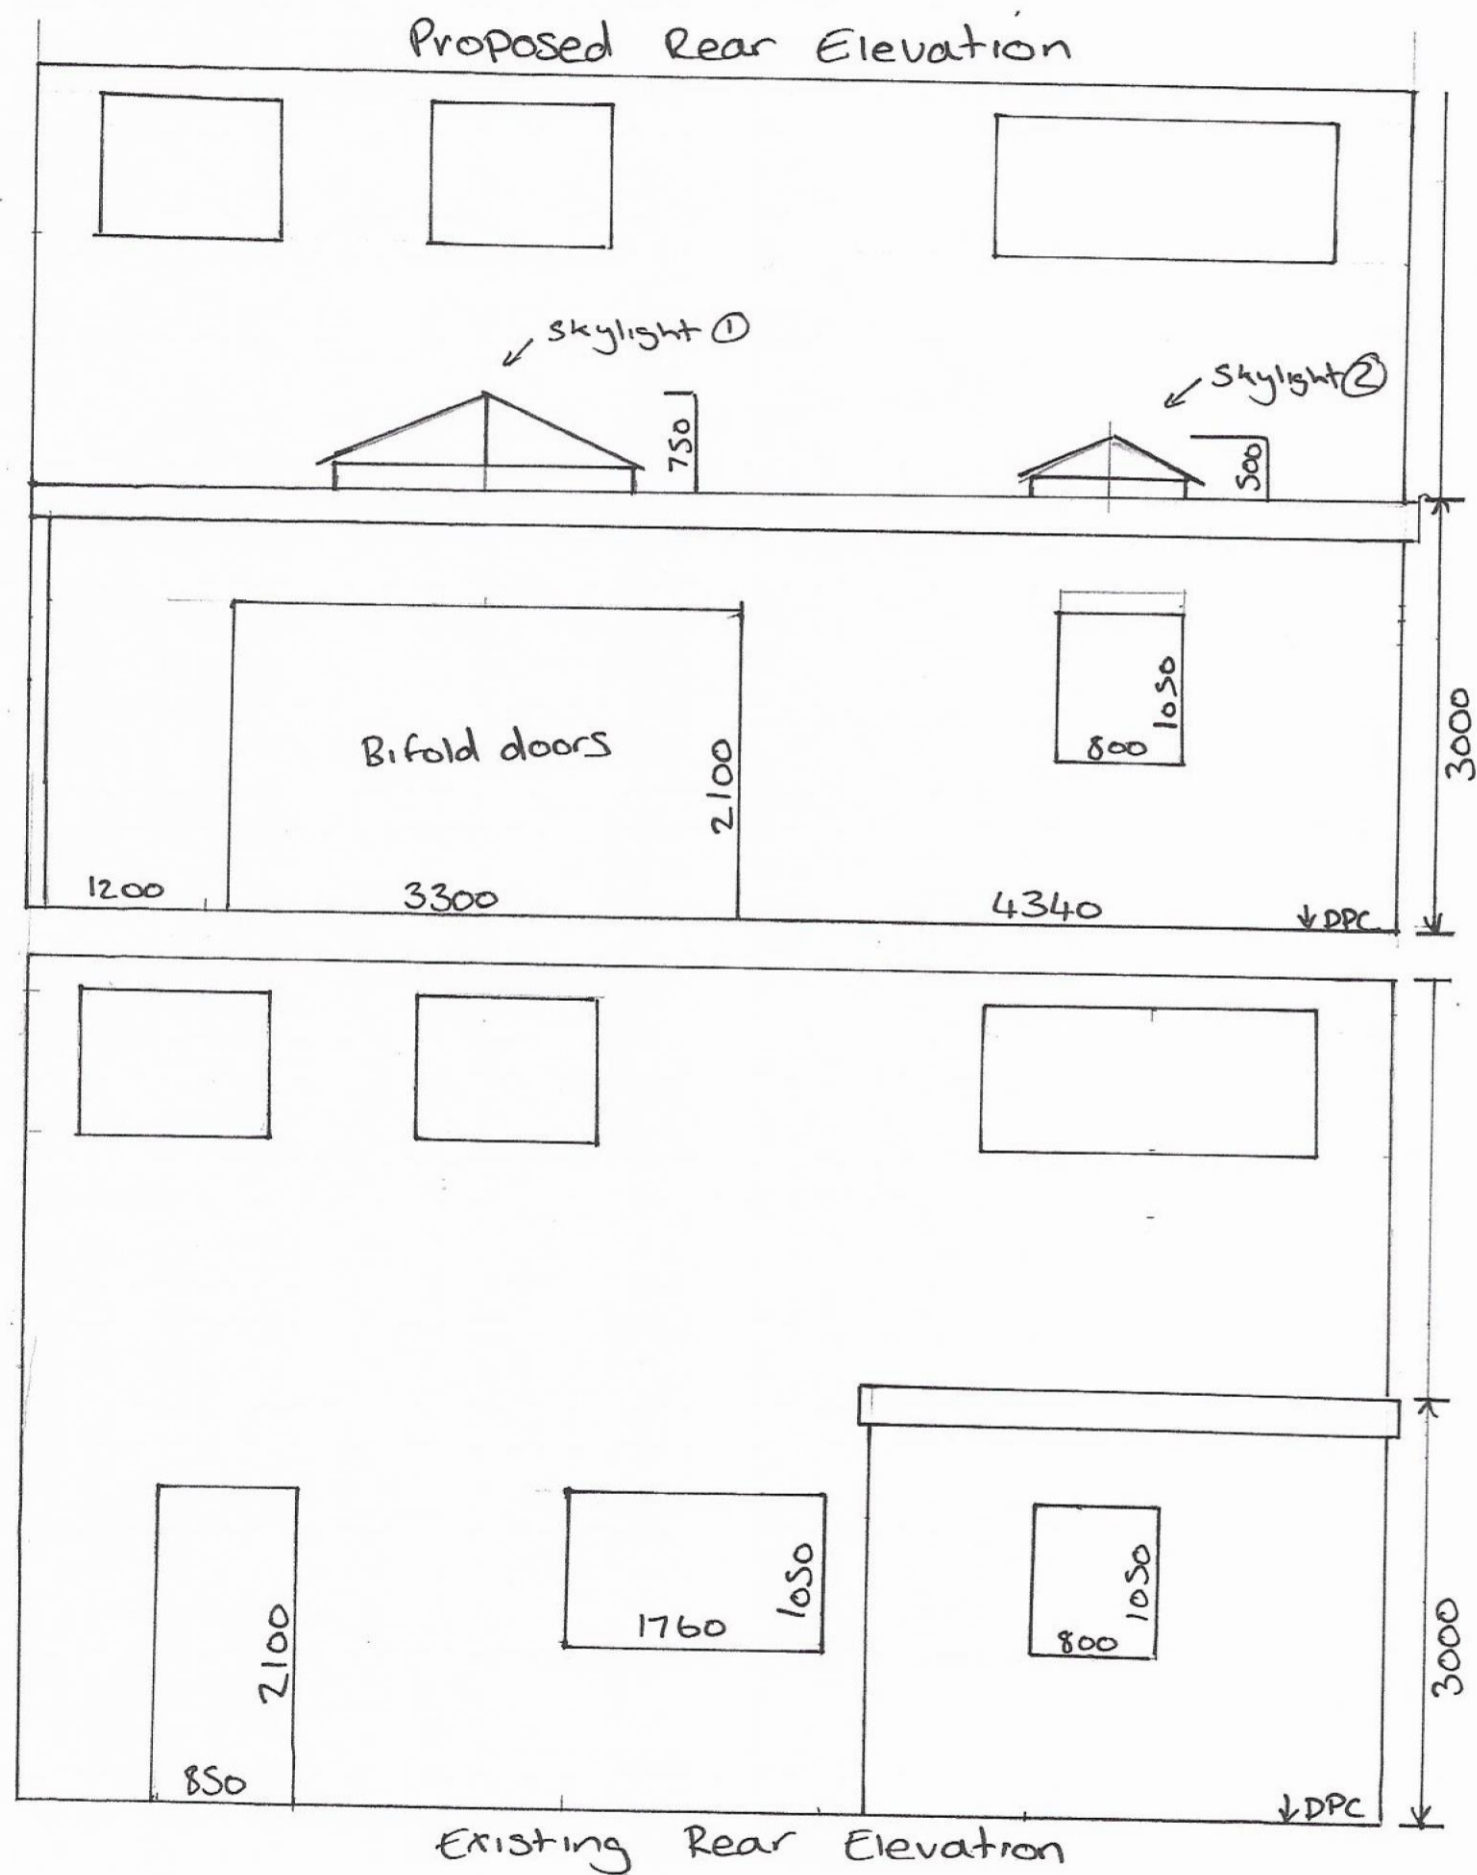 Proposed Rear Elevation
skylight ①
skylight ②
750
500
Bifold doors
2100
1050
800
3000
1200
3300
4340
↓ DPC
2100
850
1760
1050
1050
800
3000
↓ DPC
Existing Rear Elevation